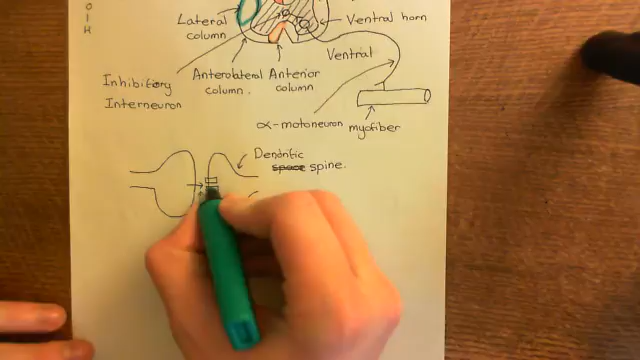 Lateral
column
Ventral horn
Ventral
Inhibitory
Interneuron
Anterolateral
column.
Anterior
column
α-motoneuron
myofiber
Dendritic
space spine.